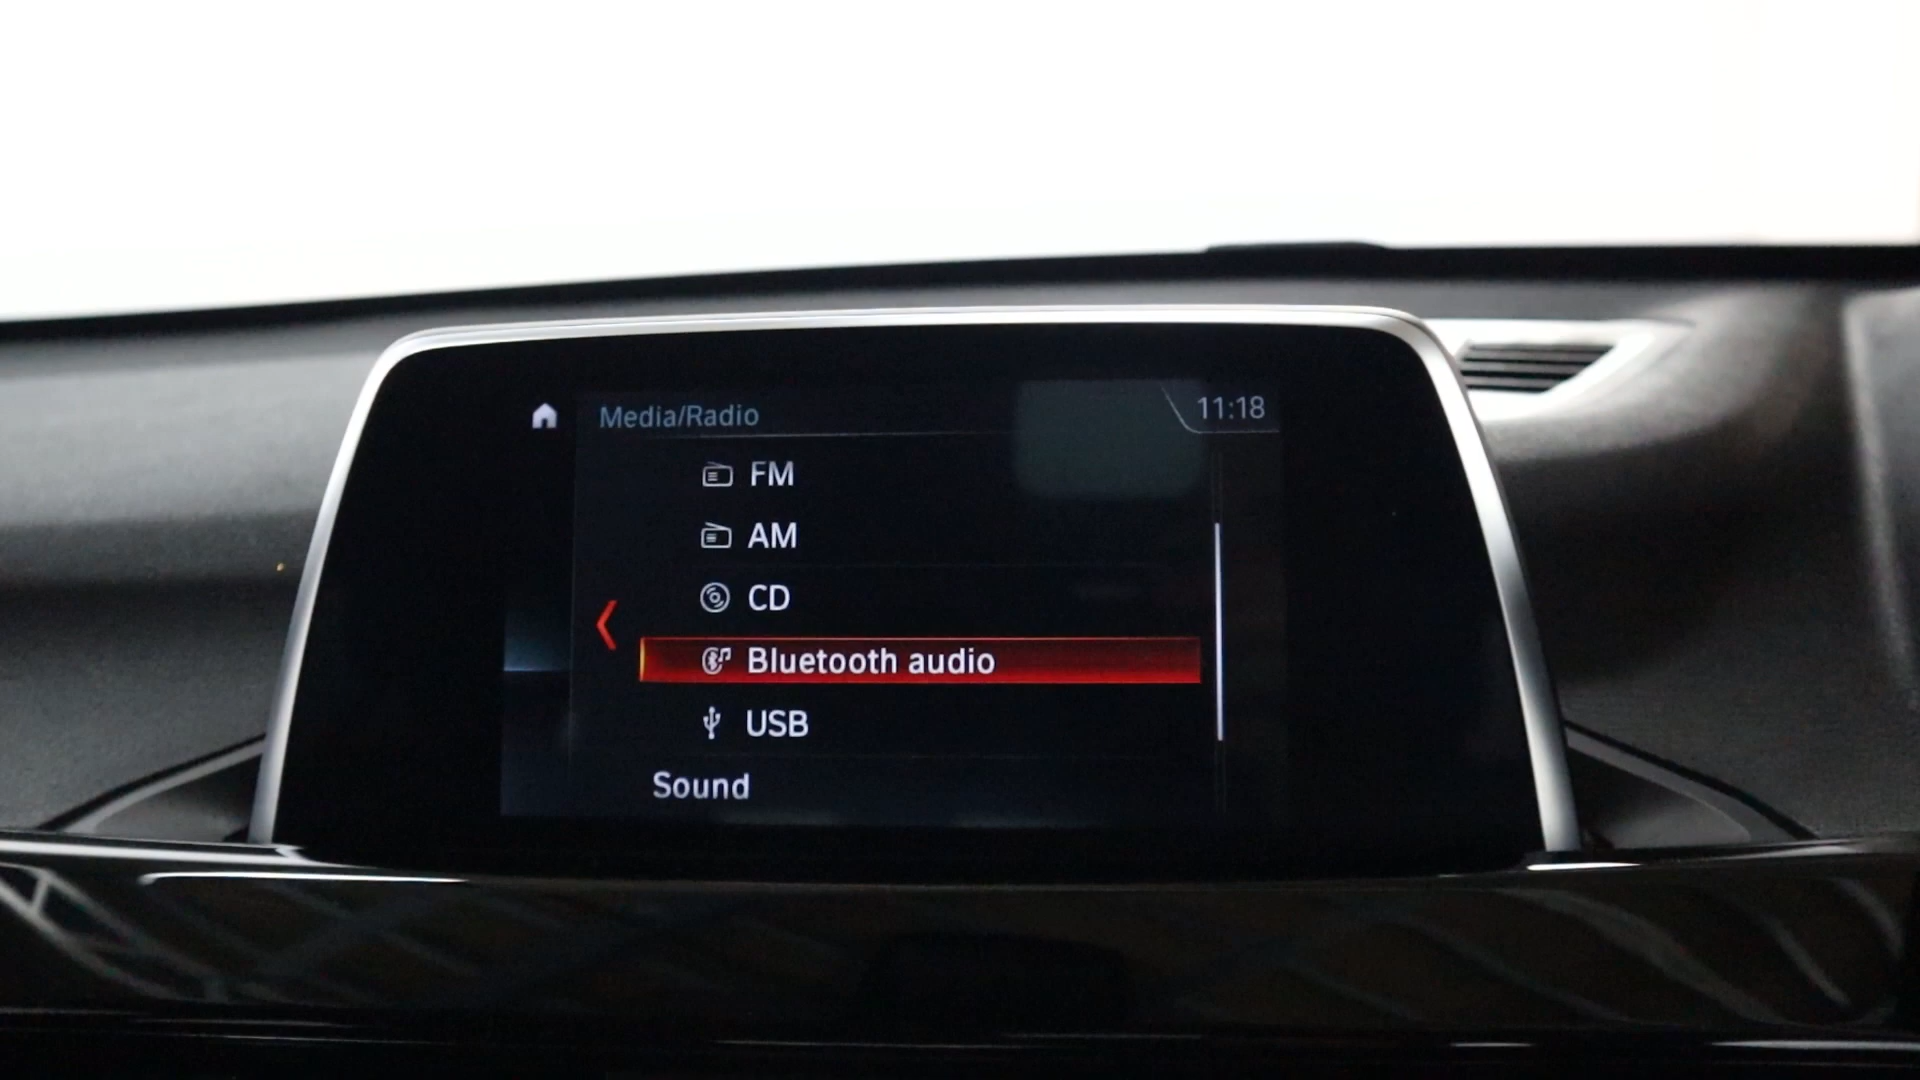 Media/Radio
11:18
FM
AM
CD
Bluetooth audio
USB
Sound